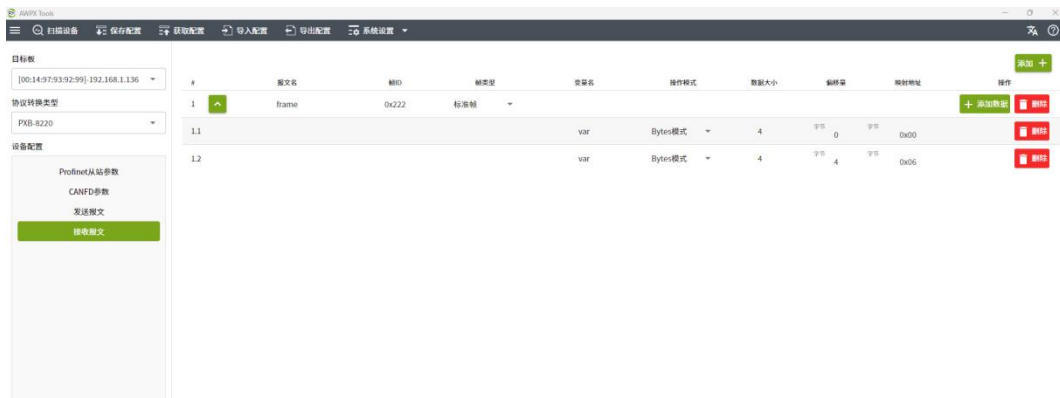 AWPX Tools
扫描设备 保存配置 获取配置 导入配置 导出配置 系统设置
目标板
[00:14:97:93:92:99]-192.168.1.136
协议转换类型
PXB-8220
设备配置
Profinet从站参数
CANFD参数
发送报文
接收报文
添加 +
# 报文名 帧ID 帧类型 变量名 操作模式 数据大小 偏移量 映射地址 操作
1 frame 0x222 标准帧 + 添加数据 删除
1.1 var Bytes模式 4 字节 0 字节 0x00 删除
1.2 var Bytes模式 4 字节 4 字节 0x06 删除